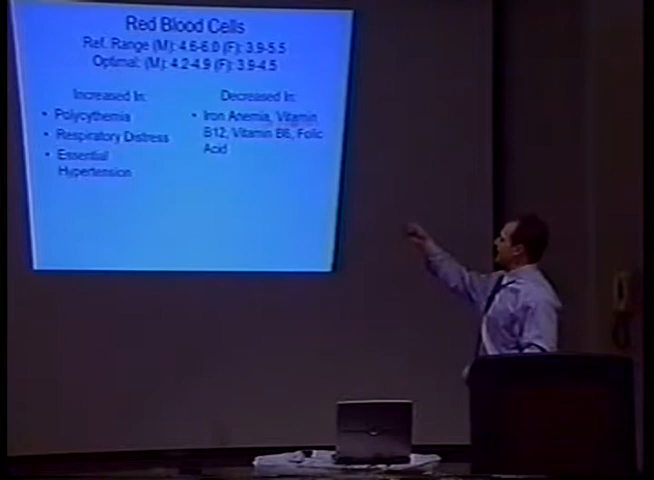 Red Blood Cells
Ref. Range (M): 4.6-6.0 (F): 3.9-5.5
Optimal: (M): 4.2-4.9 (F): 3.9-4.5
Increased In:
• Polycythemia
• Respiratory Distress
• Essential
Hypertension
Decreased In:
• Iron Anemia, Vitamin
B12, Vitamin B6, Folic
Acid